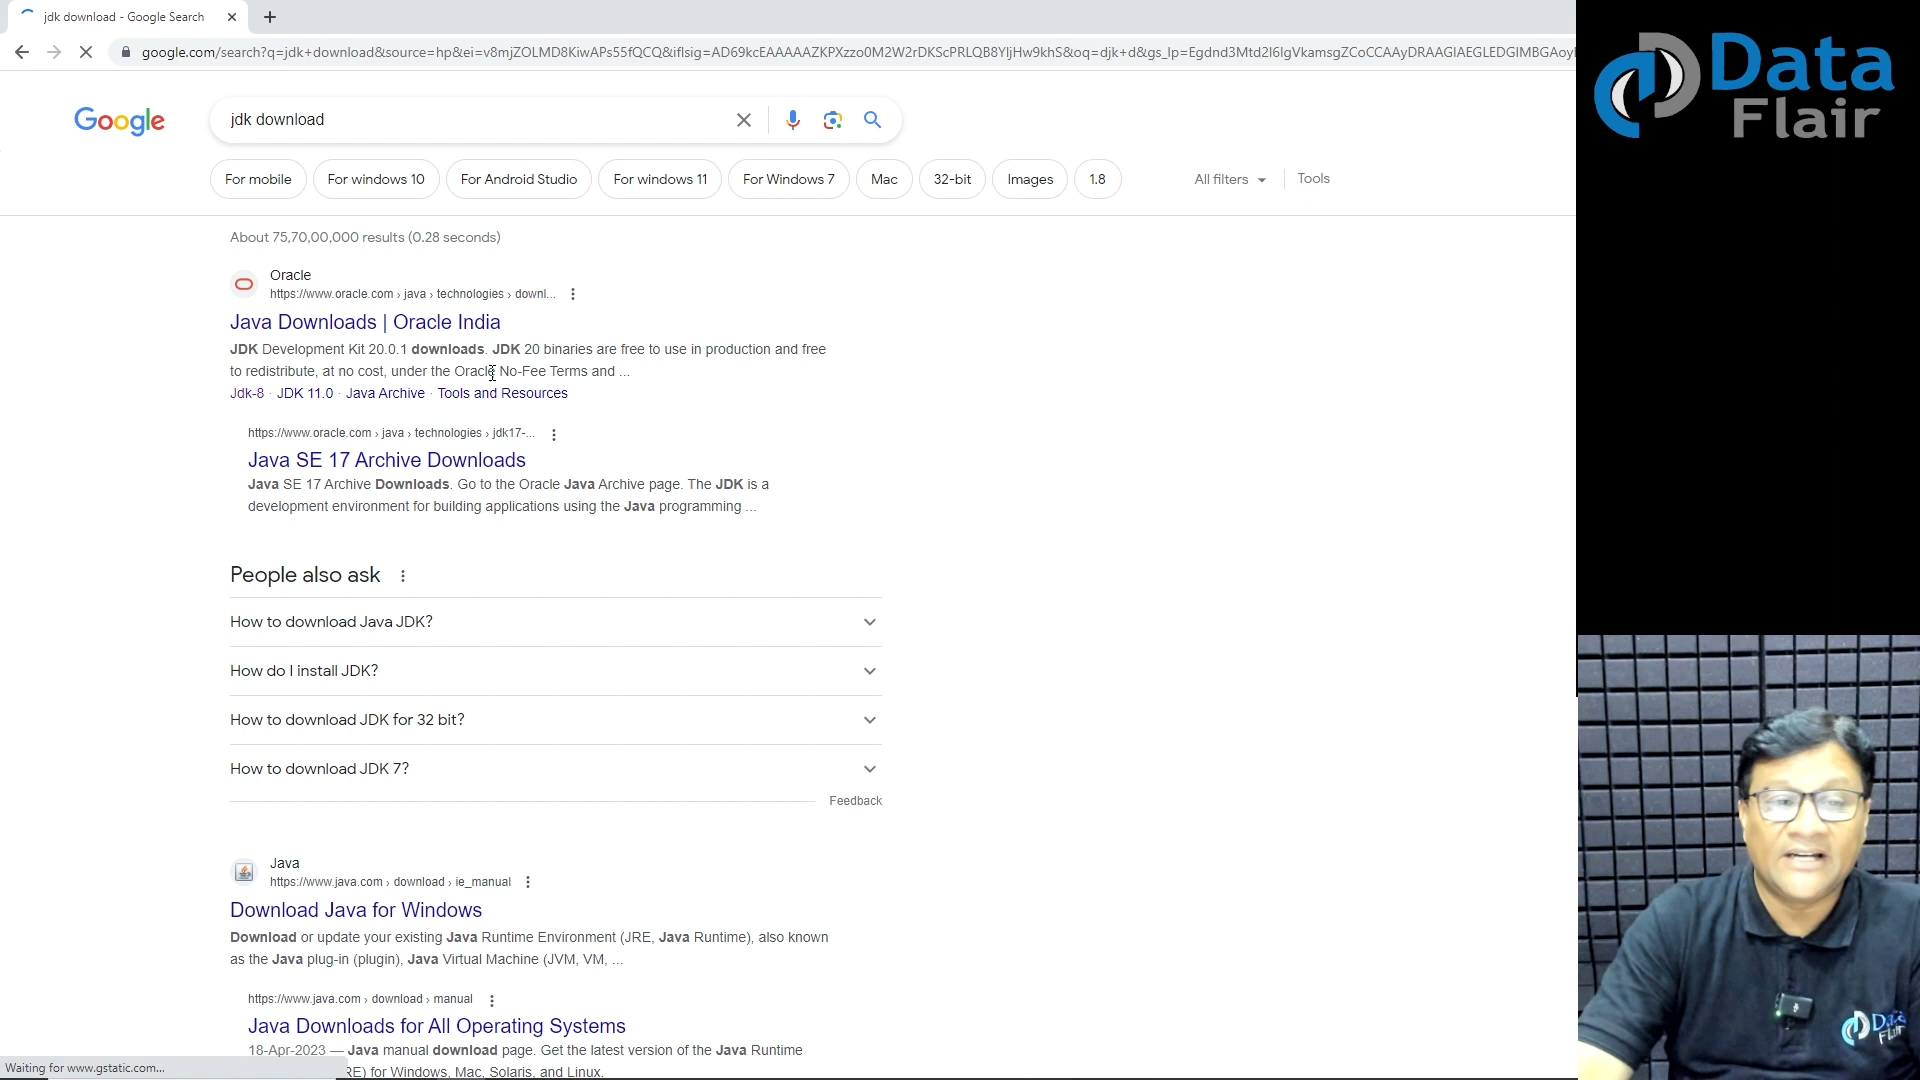 jdk download - Google Search
google.com/search?q=jdk+download&source=hp&ei=v8mjZOLMD8KiwAPs55fQCQ&iflsig=AD69kcEAAAAAZKPXzzo0M2W2rDKScPRLQB8YljHw9khS&oq=djk+d&gs_lp=Egdnd3Mtd2l6IgVkamsgZCoCCAAyDRAAGIAEGLEDGIMBGAoy
Data
Flair
Google
jdk download
For mobile
For windows 10
For Android Studio
For windows 11
For Windows 7
Mac
32-bit
Images
1.8
All filters
Tools
About 75,70,00,000 results (0.28 seconds)
Oracle
https://www.oracle.com › java › technologies › downl...
Java Downloads | Oracle India
JDK Development Kit 20.0.1 downloads. JDK 20 binaries are free to use in production and free
to redistribute, at no cost, under the Oracle No-Fee Terms and ...
Jdk-8 · JDK 11.0 · Java Archive · Tools and Resources
https://www.oracle.com › java › technologies › jdk17-...
Java SE 17 Archive Downloads
Java SE 17 Archive Downloads. Go to the Oracle Java Archive page. The JDK is a
development environment for building applications using the Java programming ...
People also ask
How to download Java JDK?
How do I install JDK?
How to download JDK for 32 bit?
How to download JDK 7?
Feedback
Java
https://www.java.com › download › ie_manual
Download Java for Windows
Download or update your existing Java Runtime Environment (JRE, Java Runtime), also known
as the Java plug-in (plugin), Java Virtual Machine (JVM, VM, ...
https://www.java.com › download › manual
Java Downloads for All Operating Systems
18-Apr-2023 — Java manual download page. Get the latest version of the Java Runtime
RE) for Windows, Mac, Solaris, and Linux.
Waiting for www.gstatic.com...
Data
Flair